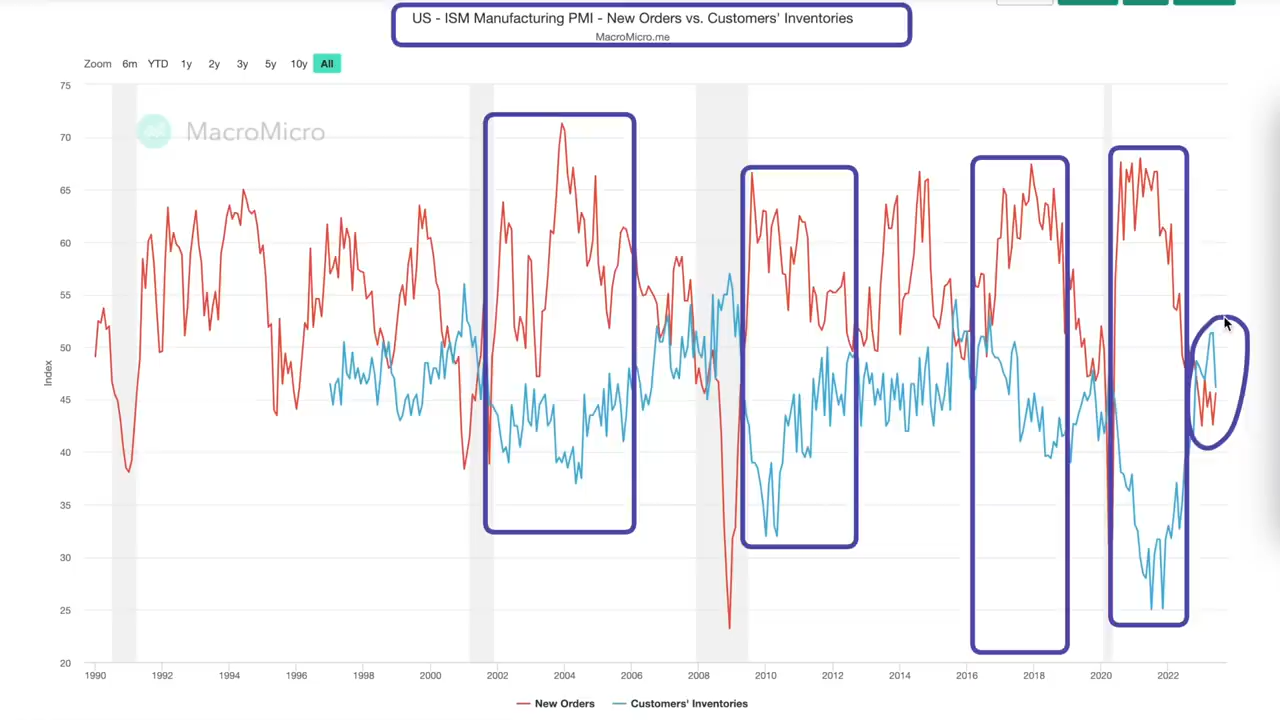 US - ISM Manufacturing PMI - New Orders vs. Customers' Inventories
MacroMicro.me
Zoom 6m YTD 1y 2y 3y 5y 10y All
MacroMicro
75
70
65
60
55
50
45
40
35
30
25
20
Index
1990 1992 1994 1996 1998 2000 2002 2004 2006 2008 2010 2012 2014 2016 2018 2020 2022
New Orders Customers' Inventories